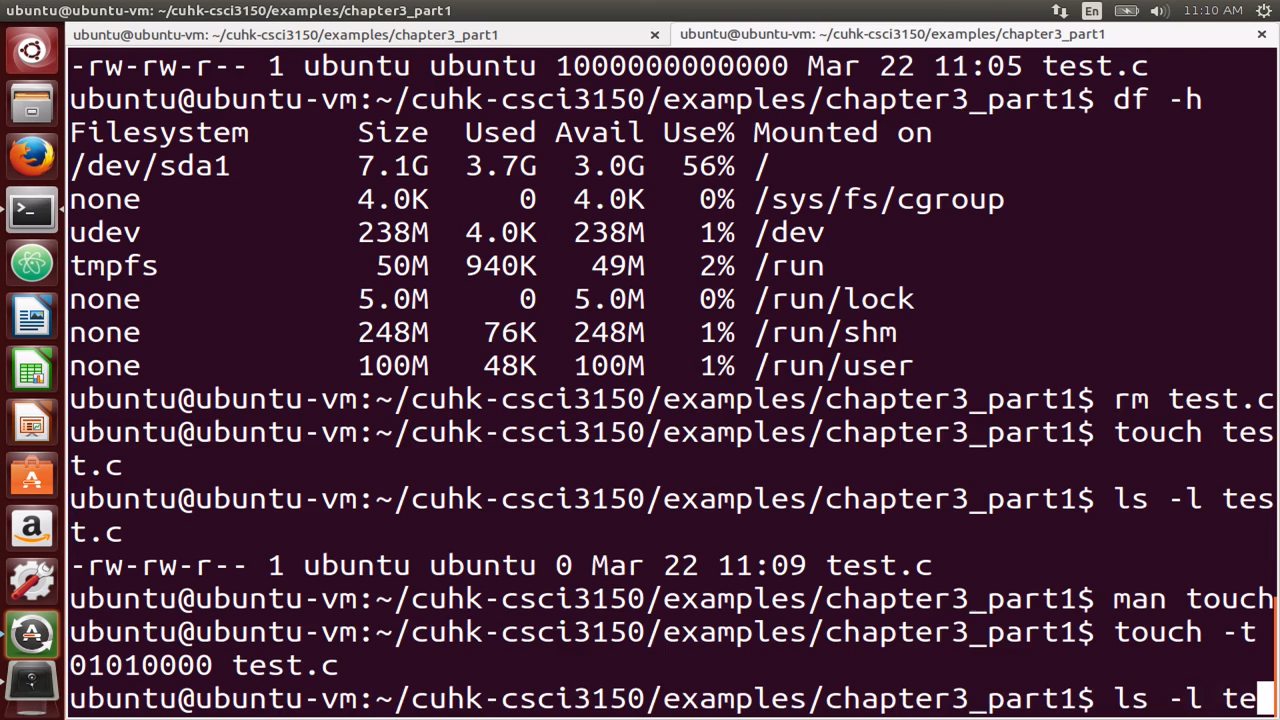 ubuntu@ubuntu-vm: ~/cuhk-csci3150/examples/chapter3_part1
En
11:10 AM
ubuntu@ubuntu-vm: ~/cuhk-csci3150/examples/chapter3_part1 × ubuntu@ubuntu-vm: ~/cuhk-csci3150/examples/chapter3_part1 ×
-rw-rw-r-- 1 ubuntu ubuntu 1000000000000 Mar 22 11:05 test.c
ubuntu@ubuntu-vm:~/cuhk-csci3150/examples/chapter3_part1$ df -h
Filesystem Size Used Avail Use% Mounted on
/dev/sda1 7.1G 3.7G 3.0G 56% /
none 4.0K 0 4.0K 0% /sys/fs/cgroup
udev 238M 4.0K 238M 1% /dev
tmpfs 50M 940K 49M 2% /run
none 5.0M 0 5.0M 0% /run/lock
none 248M 76K 248M 1% /run/shm
none 100M 48K 100M 1% /run/user
ubuntu@ubuntu-vm:~/cuhk-csci3150/examples/chapter3_part1$ rm test.c
ubuntu@ubuntu-vm:~/cuhk-csci3150/examples/chapter3_part1$ touch tes
t.c
ubuntu@ubuntu-vm:~/cuhk-csci3150/examples/chapter3_part1$ ls -l tes
t.c
-rw-rw-r-- 1 ubuntu ubuntu 0 Mar 22 11:09 test.c
ubuntu@ubuntu-vm:~/cuhk-csci3150/examples/chapter3_part1$ man touch
ubuntu@ubuntu-vm:~/cuhk-csci3150/examples/chapter3_part1$ touch -t
01010000 test.c
ubuntu@ubuntu-vm:~/cuhk-csci3150/examples/chapter3_part1$ ls -l te